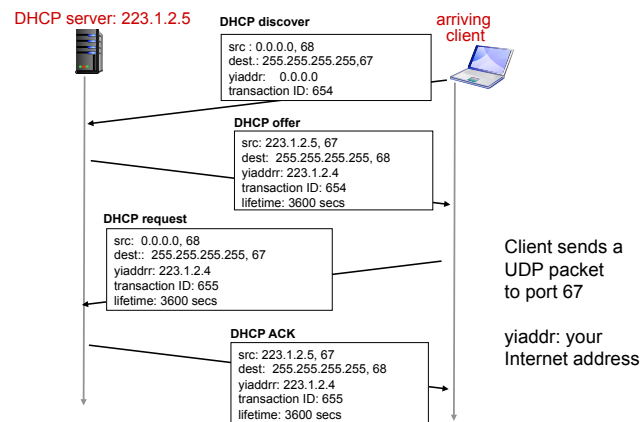 DHCP server: 223.1.2.5
DHCP discover
arriving
client
src : 0.0.0.0, 68
dest.: 255.255.255.255,67
yiaddr: 0.0.0.0
transaction ID: 654
DHCP offer
src: 223.1.2.5, 67
dest: 255.255.255.255, 68
yiaddrr: 223.1.2.4
transaction ID: 654
lifetime: 3600 secs
DHCP request
src: 0.0.0.0, 68
dest:: 255.255.255.255, 67
yiaddrr: 223.1.2.4
transaction ID: 655
lifetime: 3600 secs
Client sends a
UDP packet
to port 67
yiaddr: your
Internet address
DHCP ACK
src: 223.1.2.5, 67
dest: 255.255.255.255, 68
yiaddrr: 223.1.2.4
transaction ID: 655
lifetime: 3600 secs